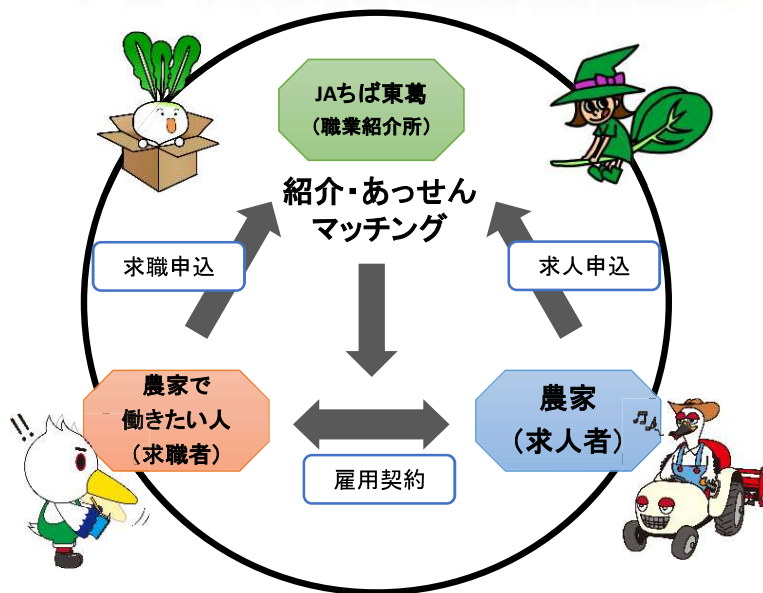 JAちば東葛
（職業紹介所）
紹介・あっせん
マッチング
求職申込
求人申込
農家で
働きたい人
（求職者）
農家
（求人者）
雇用契約
!!
♫♪